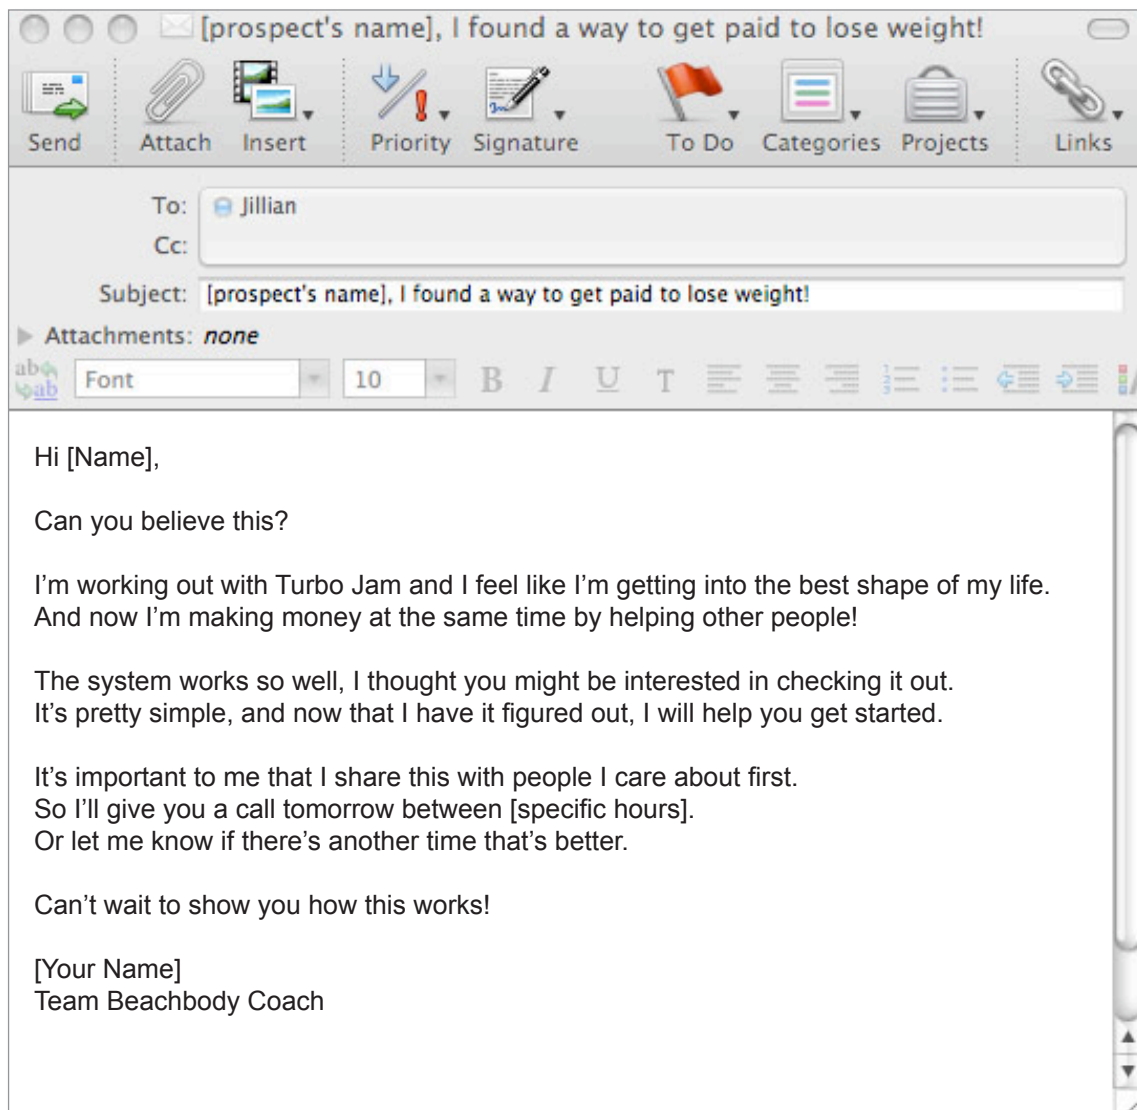 [prospect's name], I found a way to get paid to lose weight!
Send Attach Insert Priority Signature To Do Categories Projects Links
To: Jillian
Cc:
Subject: [prospect's name], I found a way to get paid to lose weight!
Attachments: none
Font 10 B I U T
Hi [Name],
Can you believe this?
I’m working out with Turbo Jam and I feel like I’m getting into the best shape of my life.
And now I’m making money at the same time by helping other people!
The system works so well, I thought you might be interested in checking it out.
It’s pretty simple, and now that I have it figured out, I will help you get started.
It’s important to me that I share this with people I care about first.
So I’ll give you a call tomorrow between [specific hours].
Or let me know if there’s another time that’s better.
Can’t wait to show you how this works!
[Your Name]
Team Beachbody Coach